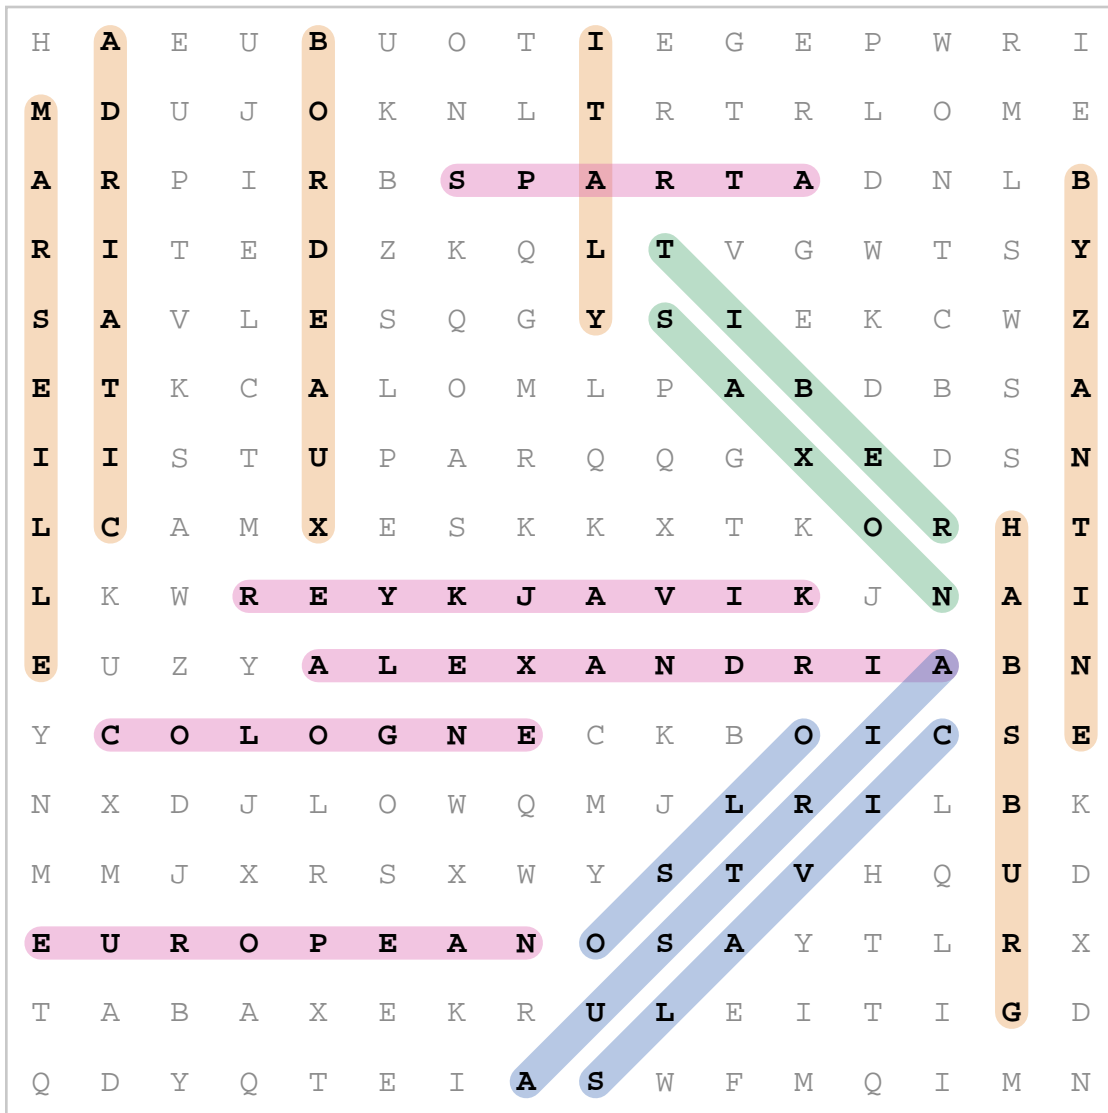 H A E U B U O T I E G E P W R I
M D U J O K N L T R T R L O M E
A R P I R B S P A R T A D N L B
R I T E D Z K Q L T V G W T S Y
S A V L E S Q G Y S I E K C W Z
E T K C A L O M L P A B D B S A
I I S T U P A R Q Q G X E D S N
L C A M X E S K K X T K O R H T
L K W R E Y K J A V I K J N A I
E U Z Y A L E X A N D R I A B N
Y C O L O G N E C K B O I C S E
N X D J L O W Q M J L R I L B K
M M J X R S X W Y S T V H Q U D
E U R O P E A N O S A Y T L R X
T A B A X E K R U L E I T I G D
Q D Y Q T E I A S W F M Q I M N